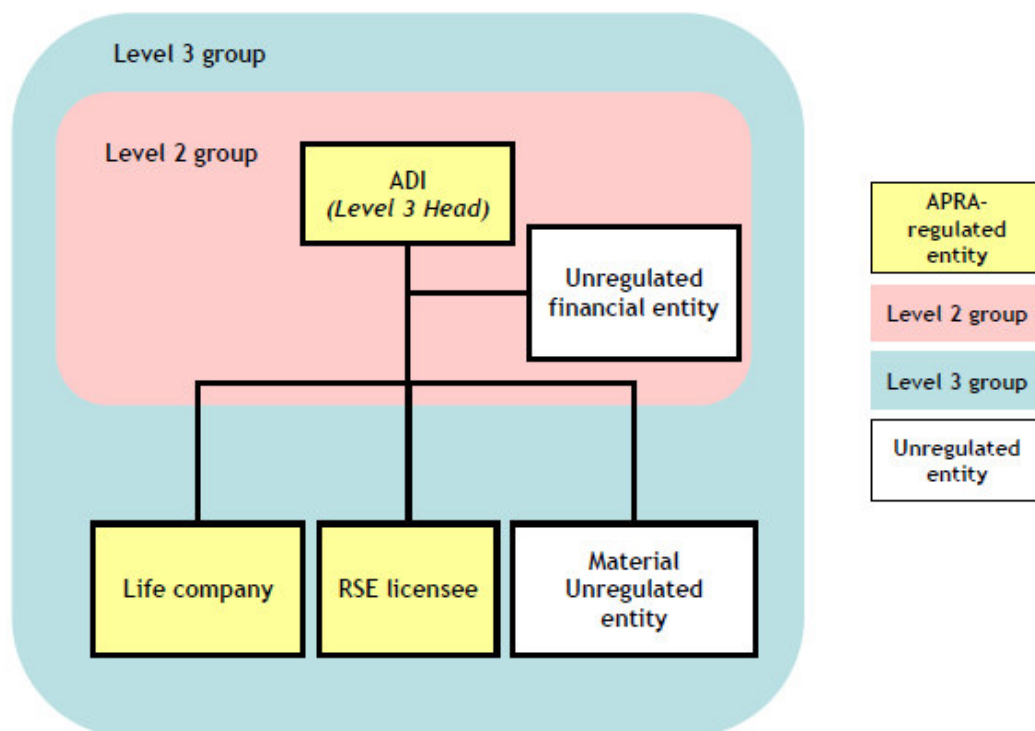 Level 3 group
Level 2 group
ADI
(Level 3 Head)
Unregulated
financial entity
Life company
RSE licensee
Material
Unregulated
entity
APRA-
regulated
entity
Level 2 group
Level 3 group
Unregulated
entity